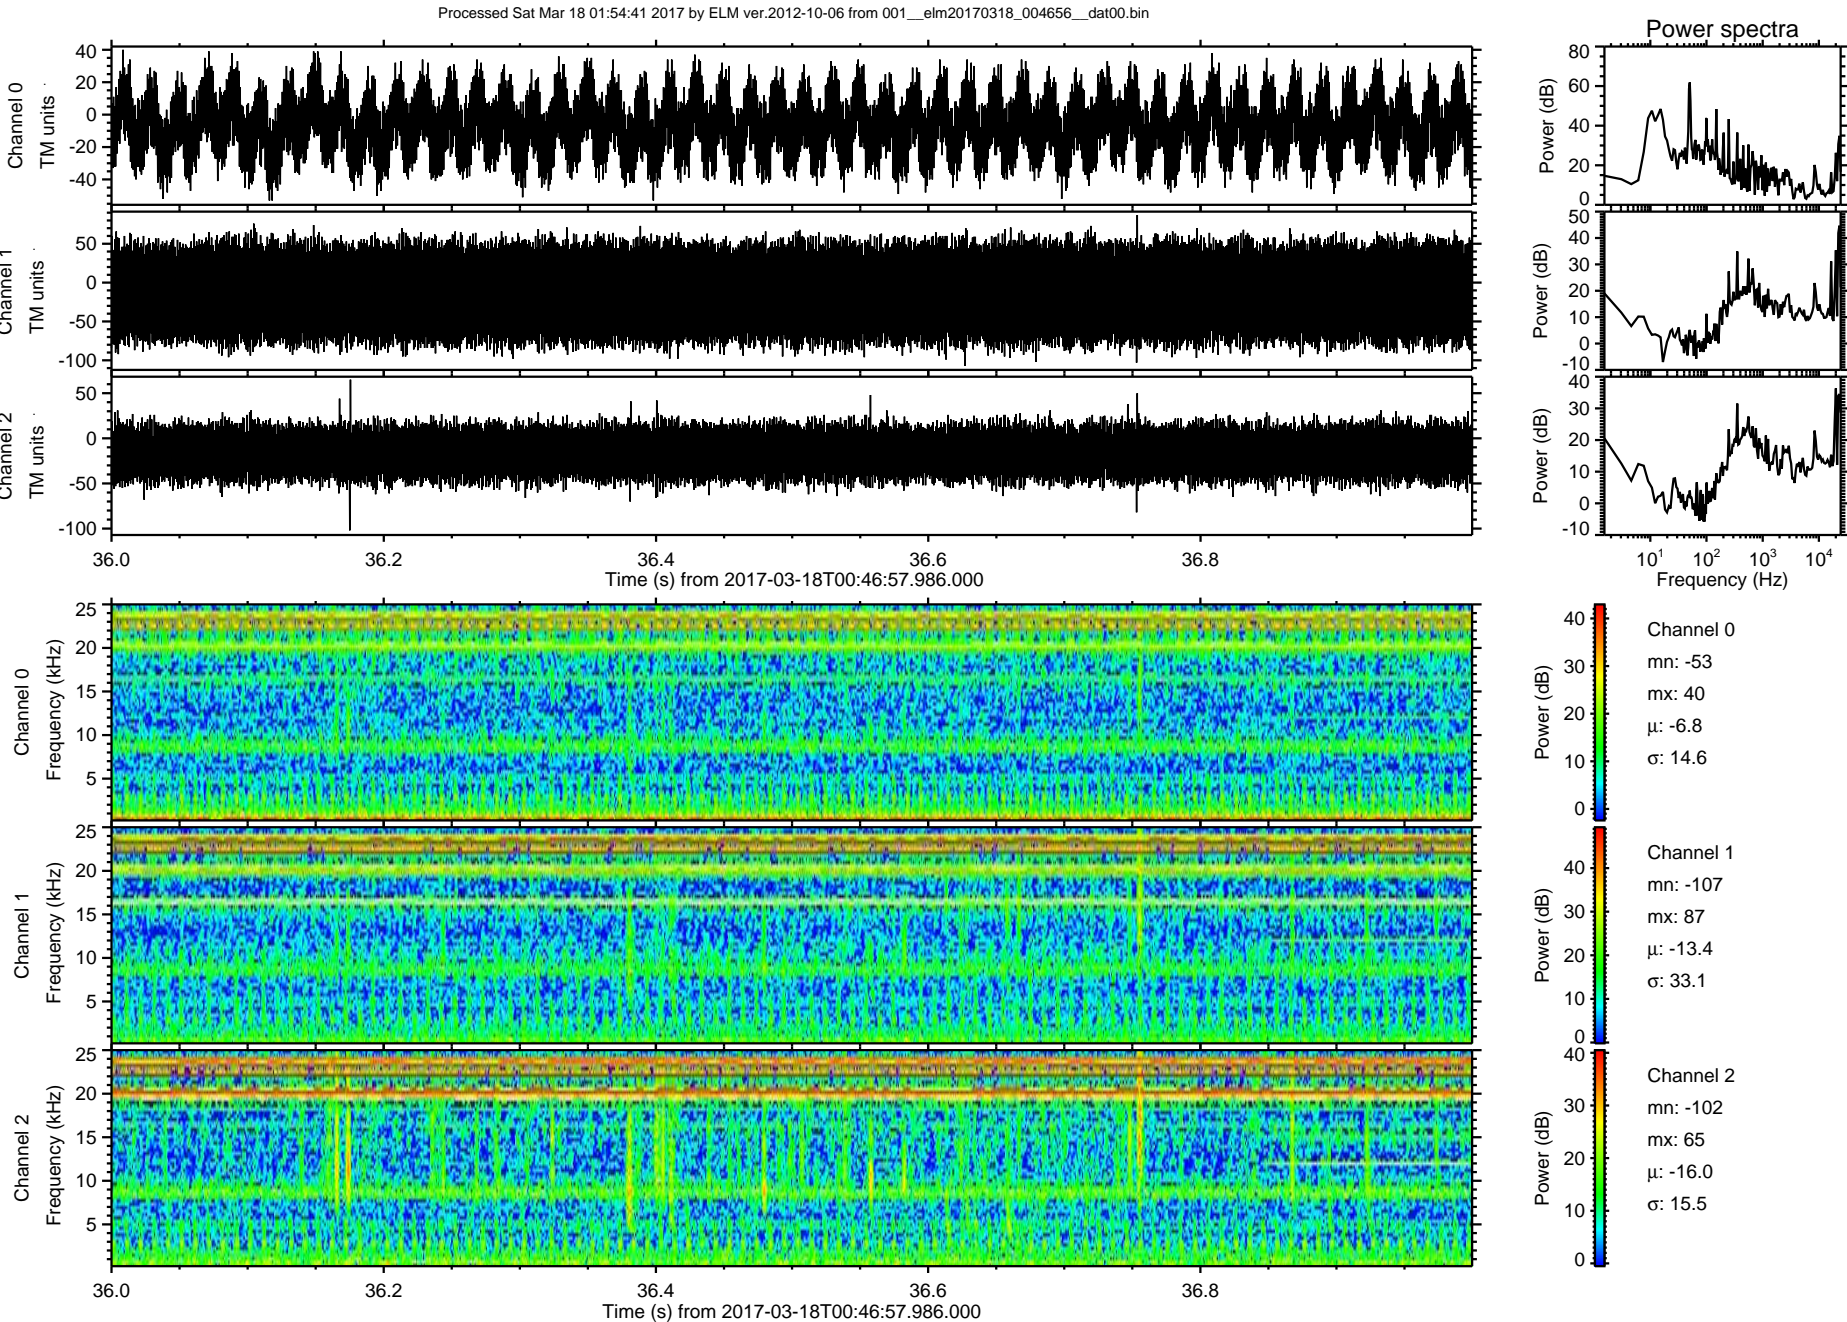 Processed Sat Mar 18 01:54:41 2017 by ELM ver.2012-10-06 from 001__elm20170318_004656__dat00.bin
Power spectra
Channel 0
TM units
40
20
0
-20
-40
Power (dB)
80
60
40
20
0
Channel 1
TM units
50
0
-50
-100
Power (dB)
50
40
30
20
10
0
-10
Channel 2
TM units
50
0
-50
-100
Power (dB)
40
30
20
10
0
-10
36.0 36.2 36.4 36.6 36.8
Time (s) from 2017-03-18T00:46:57.986.000
10^1 10^2 10^3 10^4
Frequency (Hz)
Channel 0
Frequency (kHz)
25
20
15
10
5
Power (dB)
40
30
20
10
0
Channel 0
mn: -53
mx: 40
μ: -6.8
σ: 14.6
Channel 1
Frequency (kHz)
25
20
15
10
5
Power (dB)
40
30
20
10
0
Channel 1
mn: -107
mx: 87
μ: -13.4
σ: 33.1
Channel 2
Frequency (kHz)
25
20
15
10
5
Power (dB)
40
30
20
10
0
Channel 2
mn: -102
mx: 65
μ: -16.0
σ: 15.5
36.0 36.2 36.4 36.6 36.8
Time (s) from 2017-03-18T00:46:57.986.000